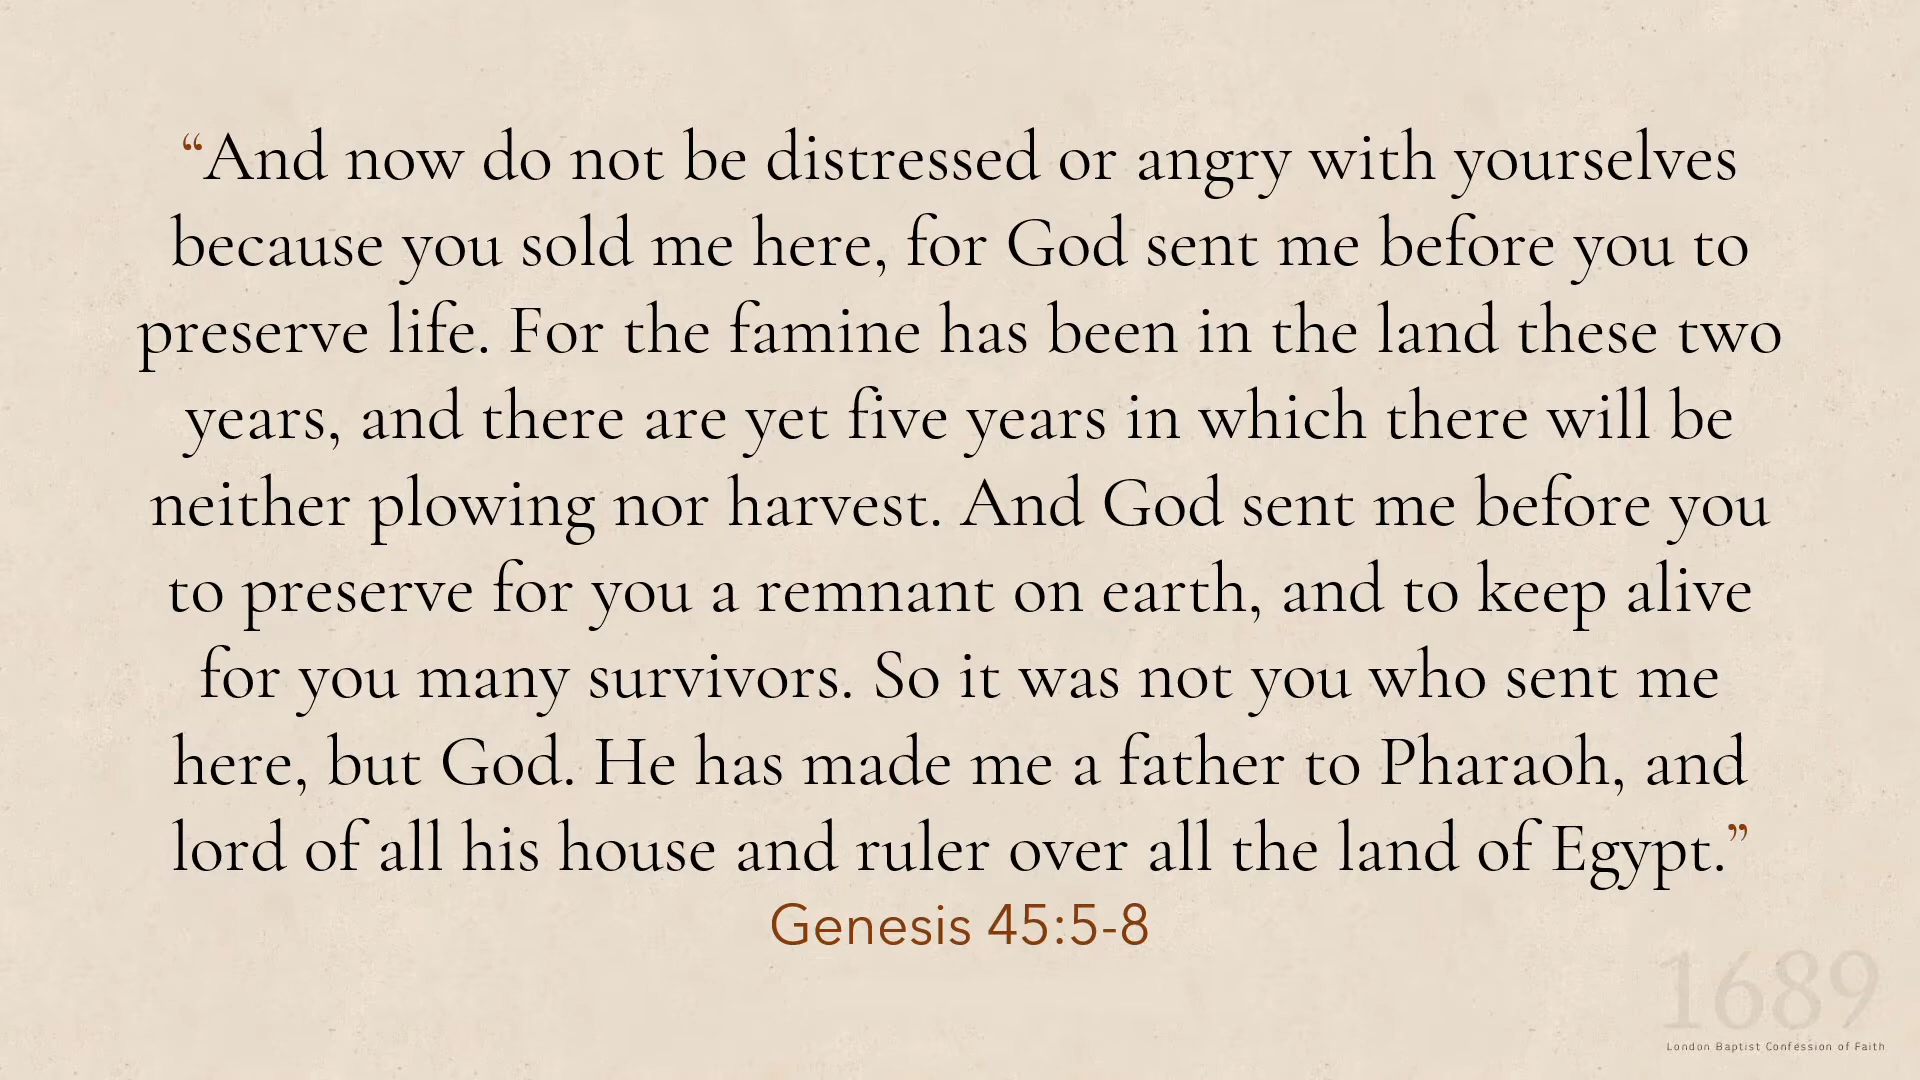 “And now do not be distressed or angry with yourselves
because you sold me here, for God sent me before you to
preserve life. For the famine has been in the land these two
years, and there are yet five years in which there will be
neither plowing nor harvest. And God sent me before you
to preserve for you a remnant on earth, and to keep alive
for you many survivors. So it was not you who sent me
here, but God. He has made me a father to Pharaoh, and
lord of all his house and ruler over all the land of Egypt.”
Genesis 45:5-8
1689
London Baptist Confession of Faith